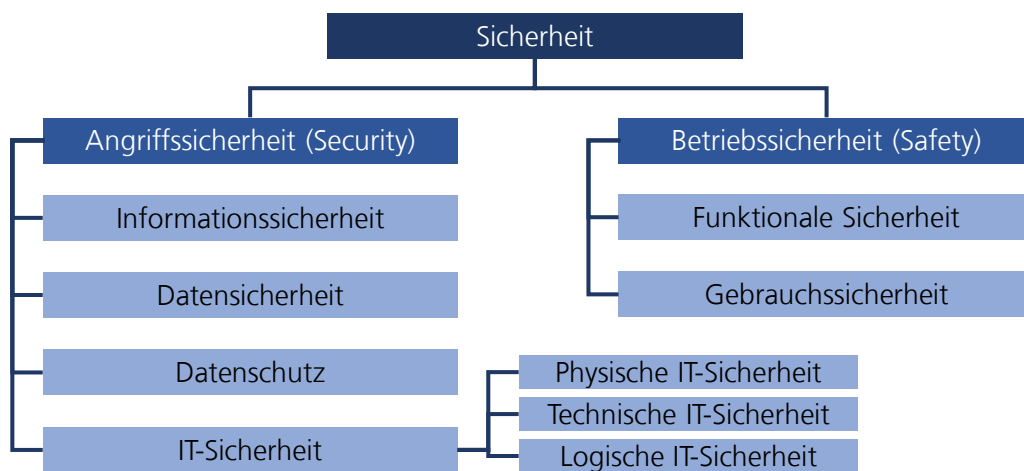 Sicherheit
Angriffssicherheit (Security)
Informationssicherheit
Datensicherheit
Datenschutz
IT-Sicherheit
Physische IT-Sicherheit
Technische IT-Sicherheit
Logische IT-Sicherheit
Betriebssicherheit (Safety)
Funktionale Sicherheit
Gebrauchssicherheit